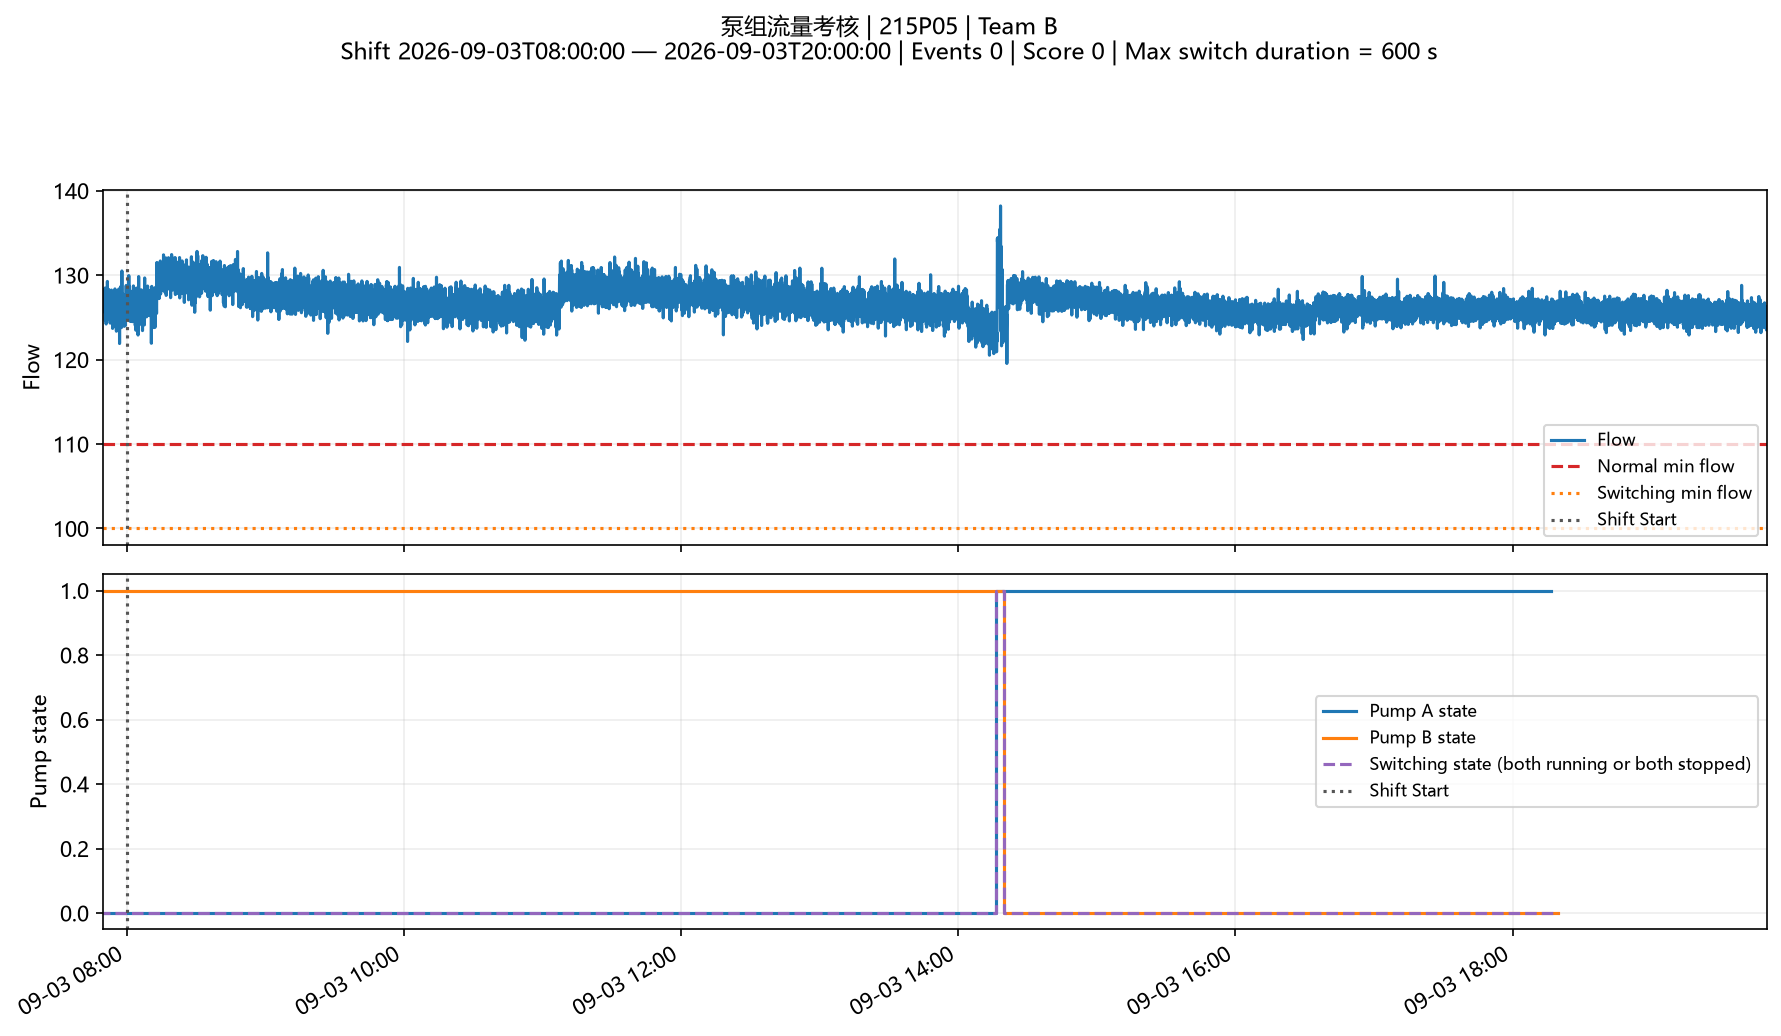 泵组流量考核 | 215P05 | Team B
Shift 2026-09-03T08:00:00 — 2026-09-03T20:00:00 | Events 0 | Score 0 | Max switch duration = 600 s
140
130
120
110
100
Flow
Flow
Normal min flow
Switching min flow
Shift Start
1.0
0.8
0.6
0.4
0.2
0.0
Pump state
Pump A state
Pump B state
Switching state (both running or both stopped)
Shift Start
09-03 08:00
09-03 10:00
09-03 12:00
09-03 14:00
09-03 16:00
09-03 18:00